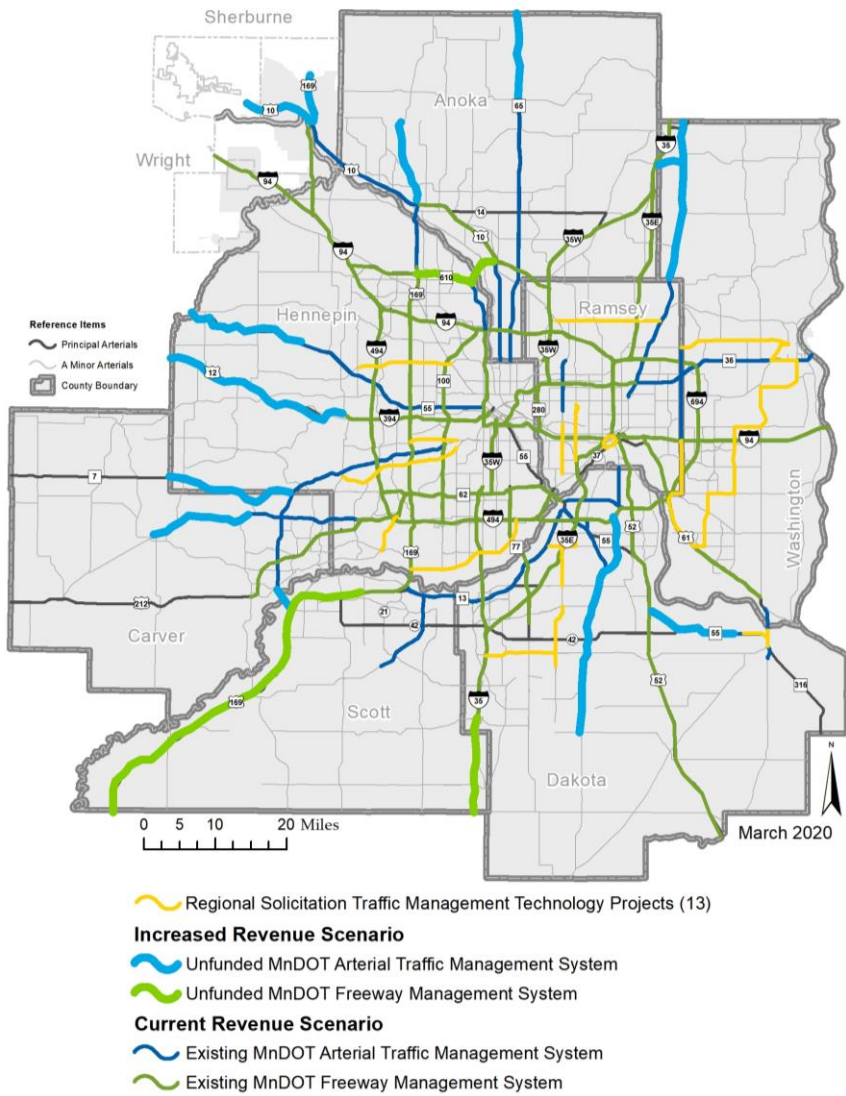 Sherburne
169
10
Anoka
65
Wright
94
10
35
14
10
35W
35E
94
610
169
Hennepin
Ramsey
94
Reference Items
Principal Arterials
A Minor Arterials
County Boundary
494
35W
100
36
12
55
280
694
394
94
7
35W
55
37
62
494
169
77
35E
55
52
61
Washington
212
13
21
42
42
55
Carver
169
35
52
316
Scott
Dakota
N
0 5 10 20 Miles
March 2020
Regional Solicitation Traffic Management Technology Projects (13)
Increased Revenue Scenario
Unfunded MnDOT Arterial Traffic Management System
Unfunded MnDOT Freeway Management System
Current Revenue Scenario
Existing MnDOT Arterial Traffic Management System
Existing MnDOT Freeway Management System